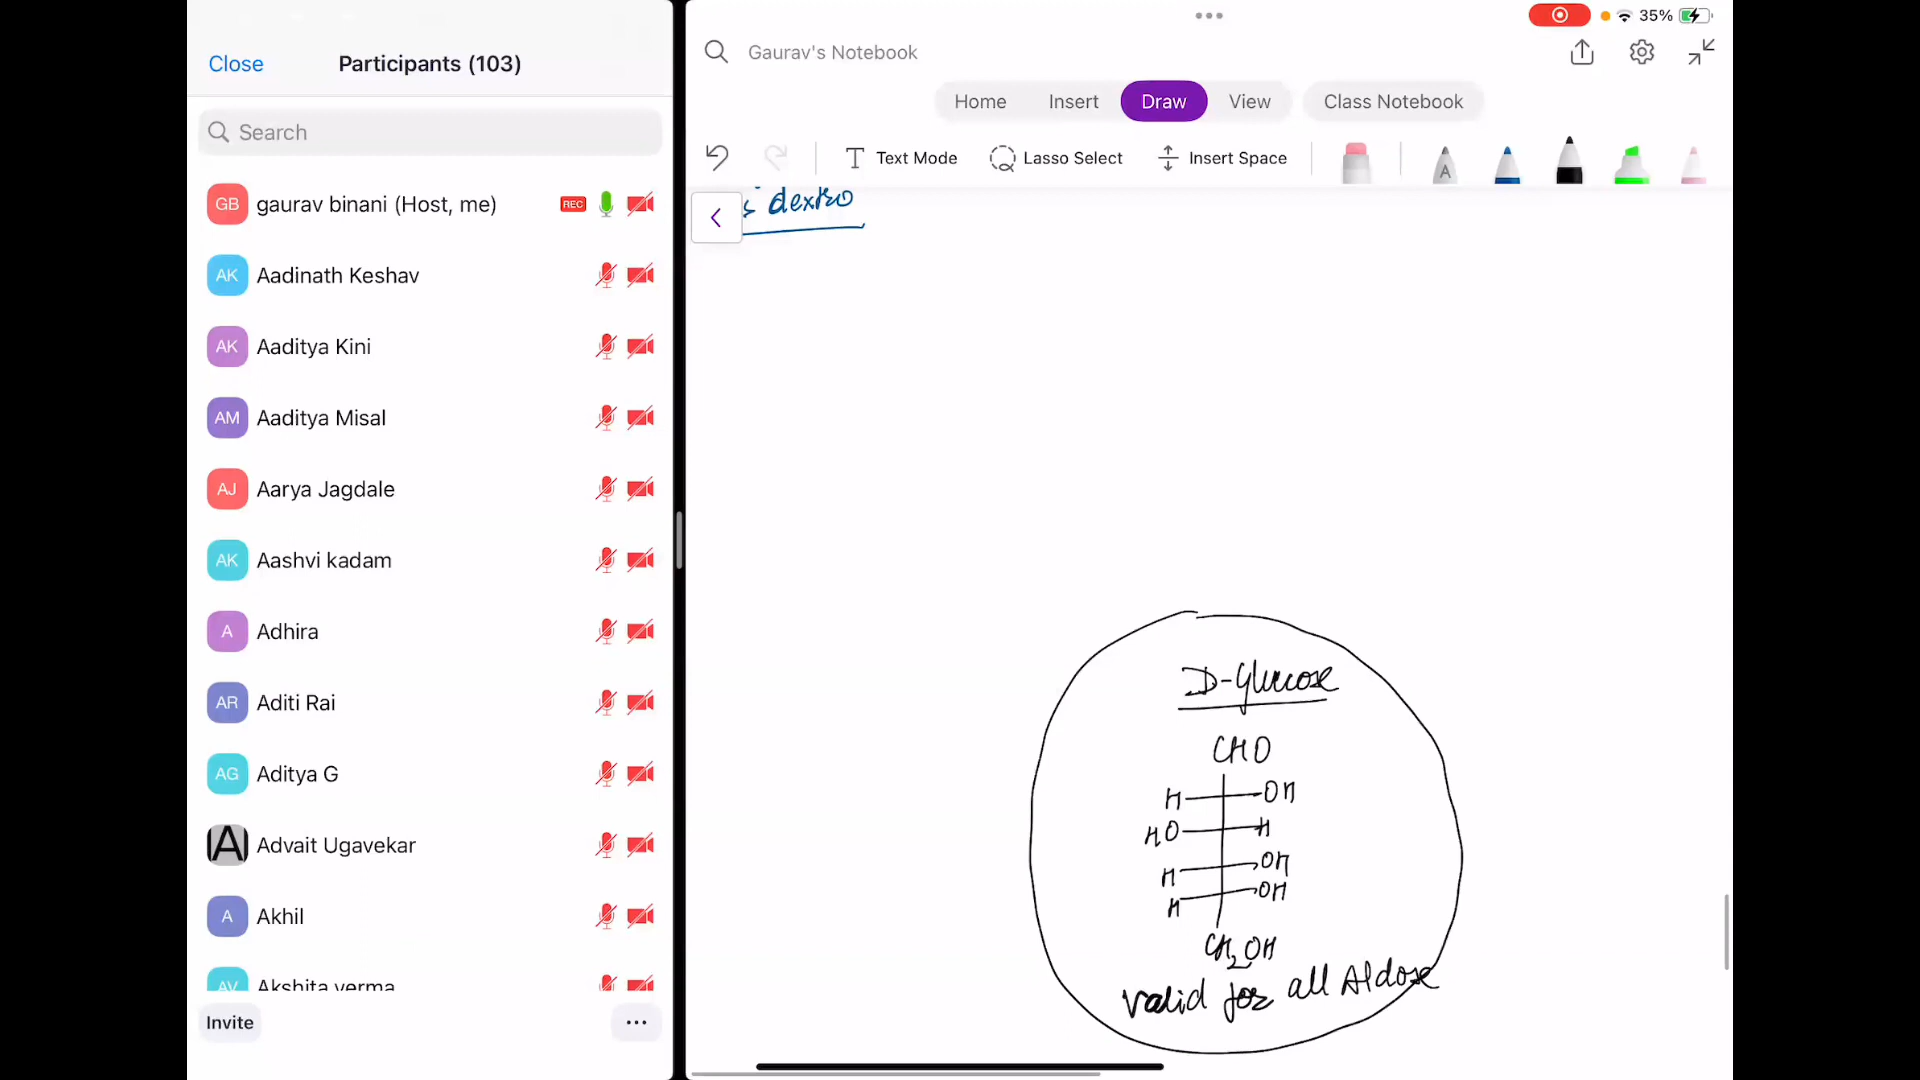 35%
Close
Participants (103)
Search
GB
gaurav binani (Host, me)
REC
AK
Aadinath Keshav
AK
Aaditya Kini
AM
Aaditya Misal
AJ
Aarya Jagdale
AK
Aashvi kadam
A
Adhira
AR
Aditi Rai
AG
Aditya G
A
Advait Ugavekar
A
Akhil
AV
Akshita verma
Invite
Gaurav's Notebook
Home Insert Draw View Class Notebook
Text Mode Lasso Select Insert Space
A
dextro
D-Glucose
CHO
H OH
HO H
H OH
H OH
CH₂OH
valid for all Aldose